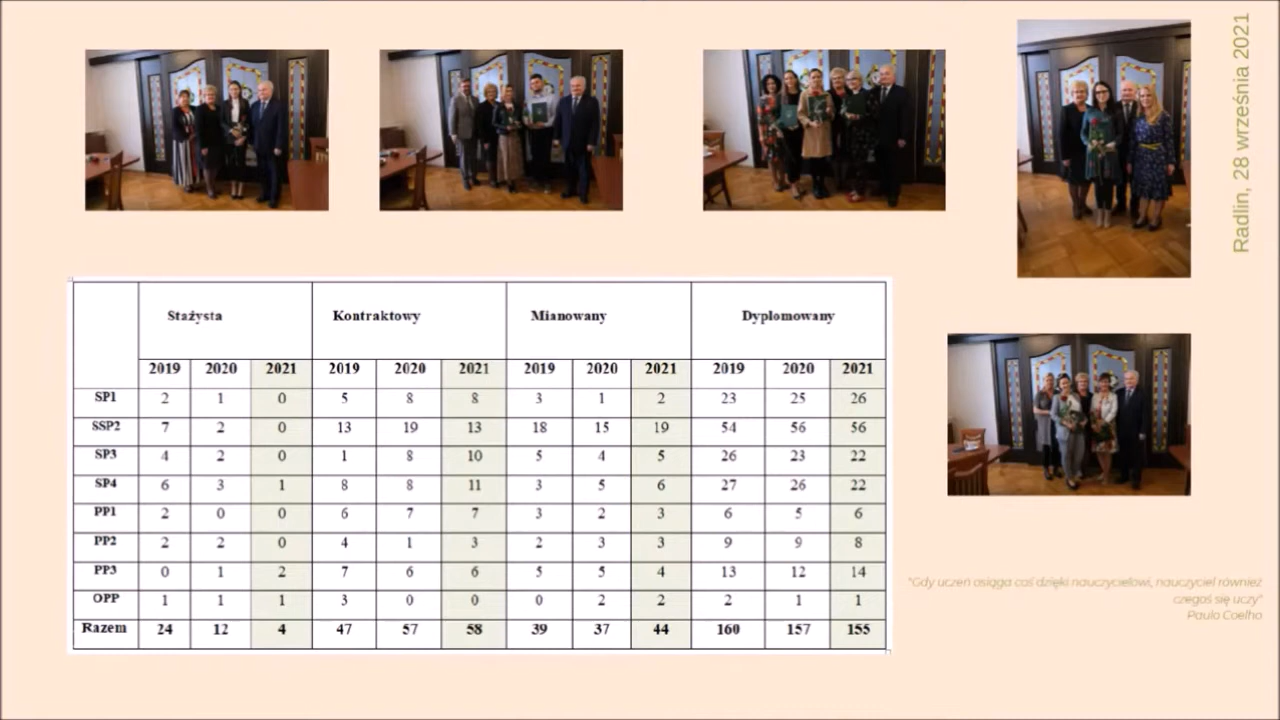 Radlin, 28 września 2021
Stażysta Kontraktowy Mianowany Dyplomowany
2019 2020 2021 2019 2020 2021 2019 2020 2021 2019 2020 2021
SP1 2 1 0 5 8 8 3 1 2 23 25 26
SSP2 7 2 0 13 19 13 18 15 19 54 56 56
SP3 4 2 0 1 8 10 5 4 5 26 23 22
SP4 6 3 1 8 8 11 3 5 6 27 26 22
PP1 2 0 0 6 7 7 3 2 3 6 5 6
PP2 2 2 0 4 1 3 2 3 3 9 9 8
PP3 0 1 2 7 6 6 5 5 4 13 12 14
OPP 1 1 1 3 0 0 0 2 2 2 1 1
Razem 24 12 4 47 57 58 39 37 44 160 157 155
"Gdy uczeń osiąga coś dzięki nauczycielowi, nauczyciel również
czegoś się uczy"
Paulo Coelho